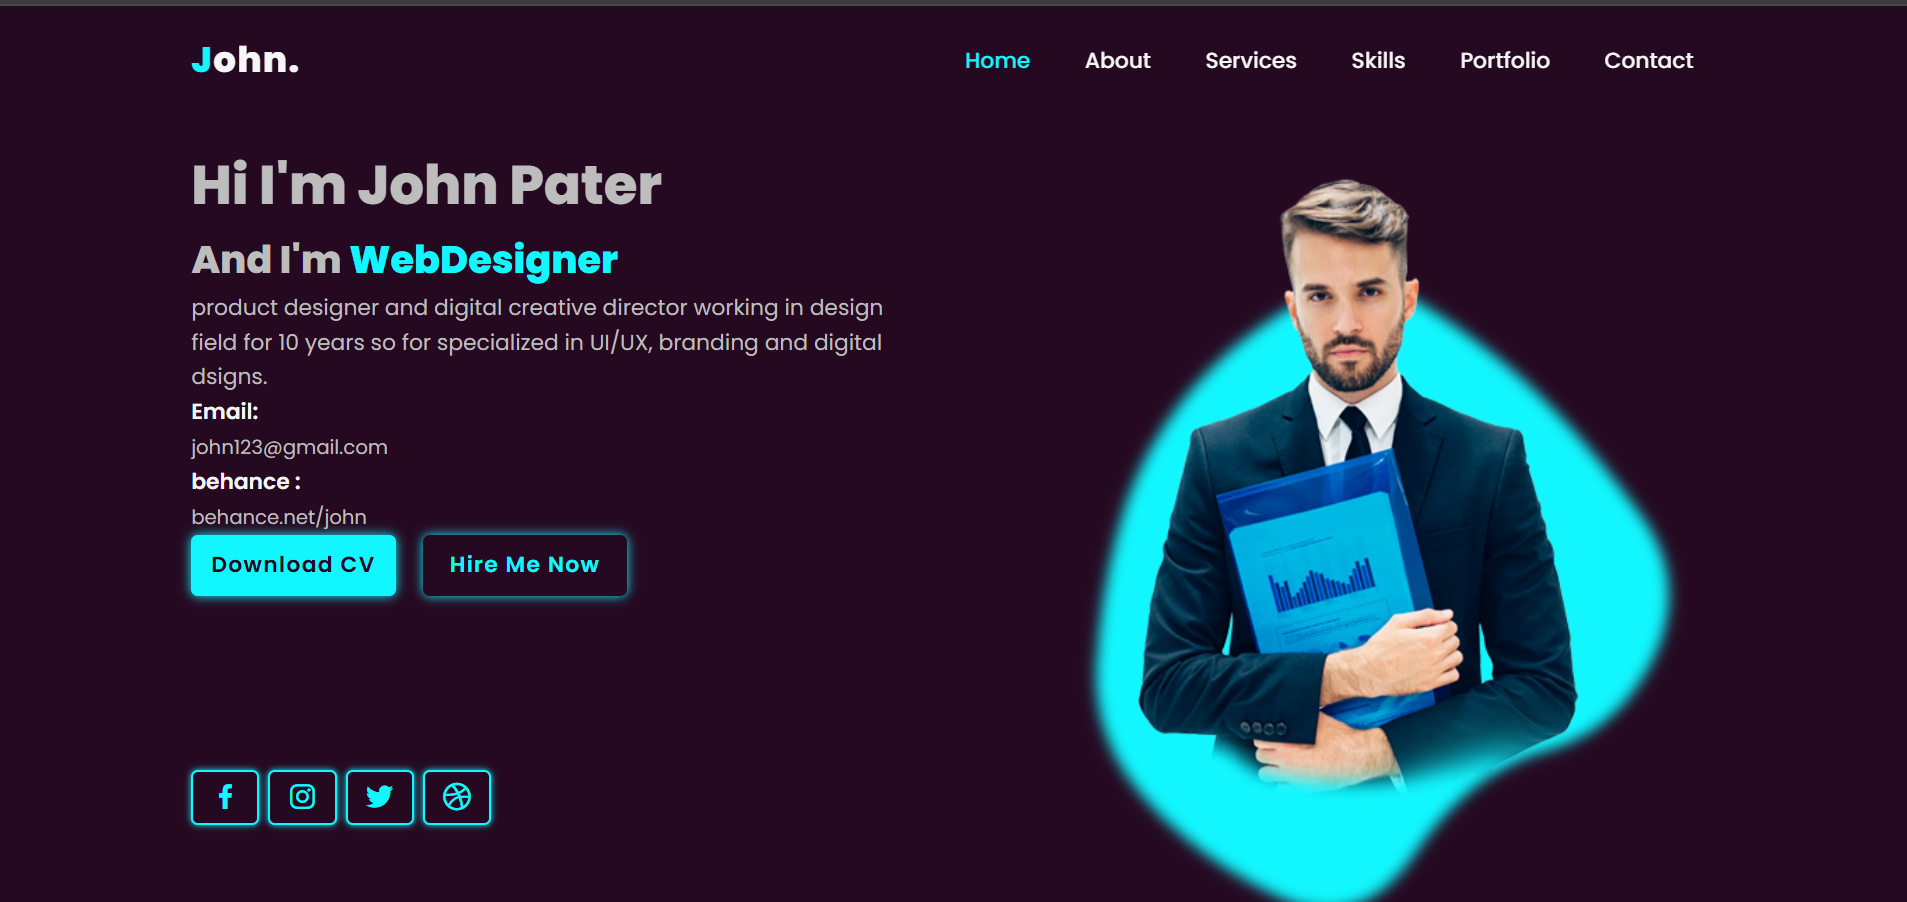 John.
Home About Services Skills Portfolio Contact
Hi I'm John Pater
And I'm WebDesigner
product designer and digital creative director working in design
field for 10 years so for specialized in UI/UX, branding and digital
dsigns.
Email:
john123@gmail.com
behance :
behance.net/john
Download CV
Hire Me Now